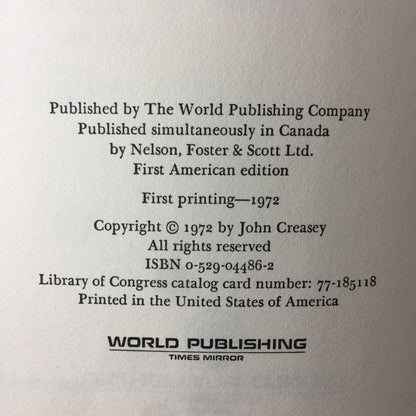 Published by The World Publishing Company
Published simultaneously in Canada
by Nelson, Foster & Scott Ltd.
First American edition
First printing—1972
Copyright © 1972 by John Creasey
All rights reserved
ISBN 0-529-04486-2
Library of Congress catalog card number: 77-185118
Printed in the United States of America
WORLD PUBLISHING
TIMES MIRROR